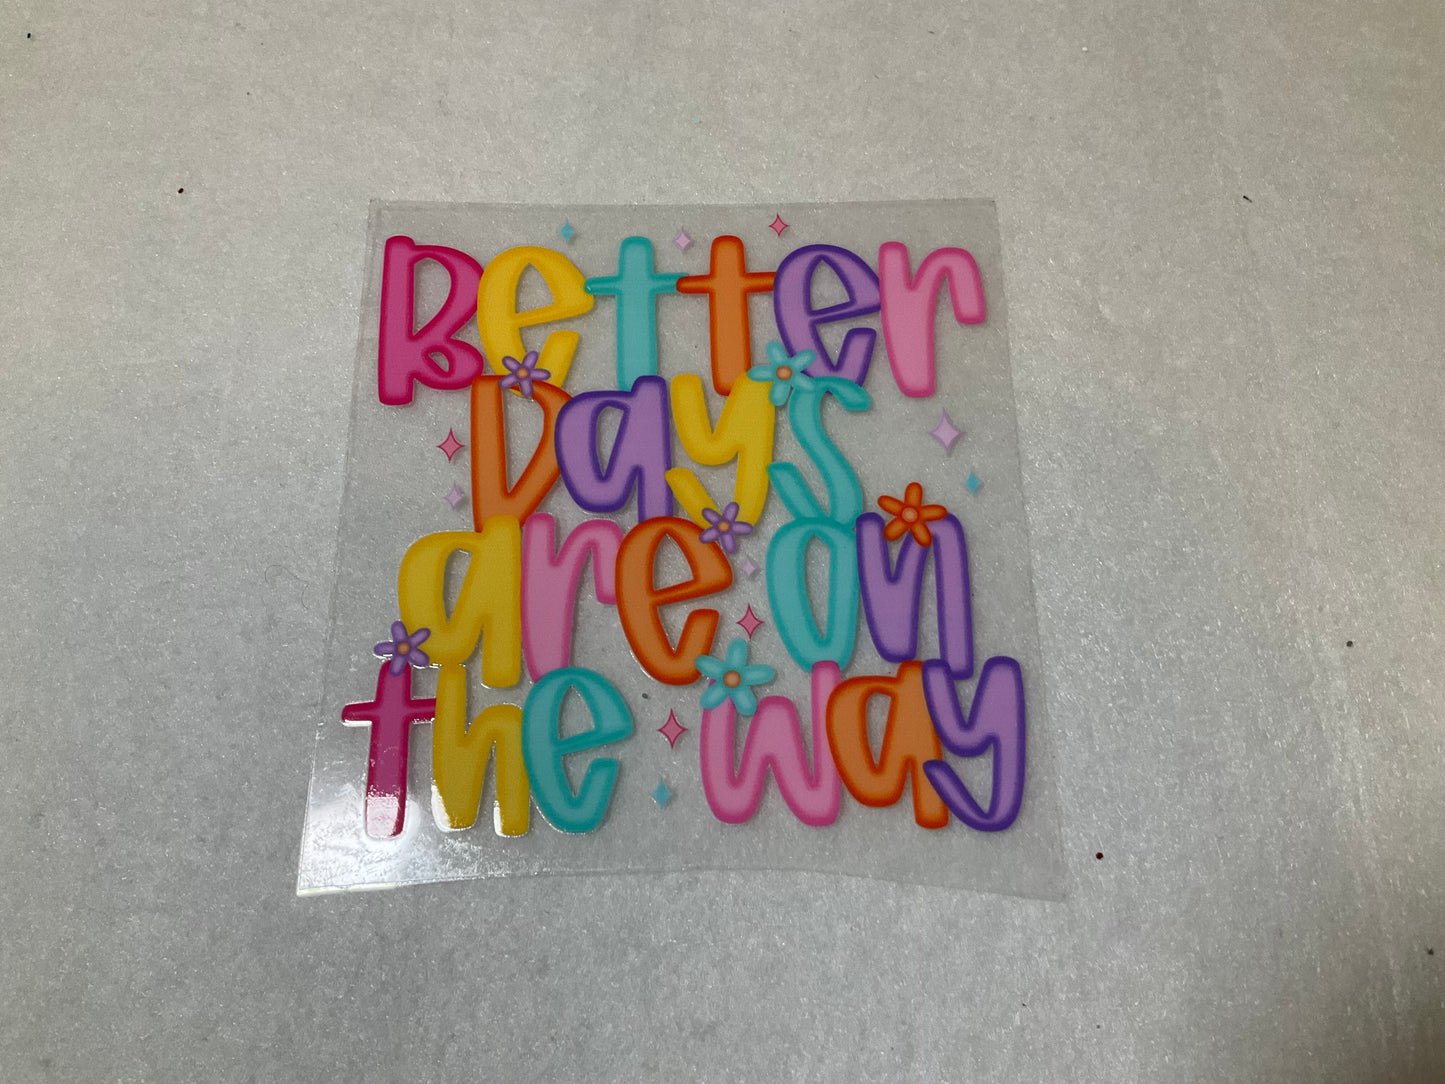 Better
Days
are on
the way